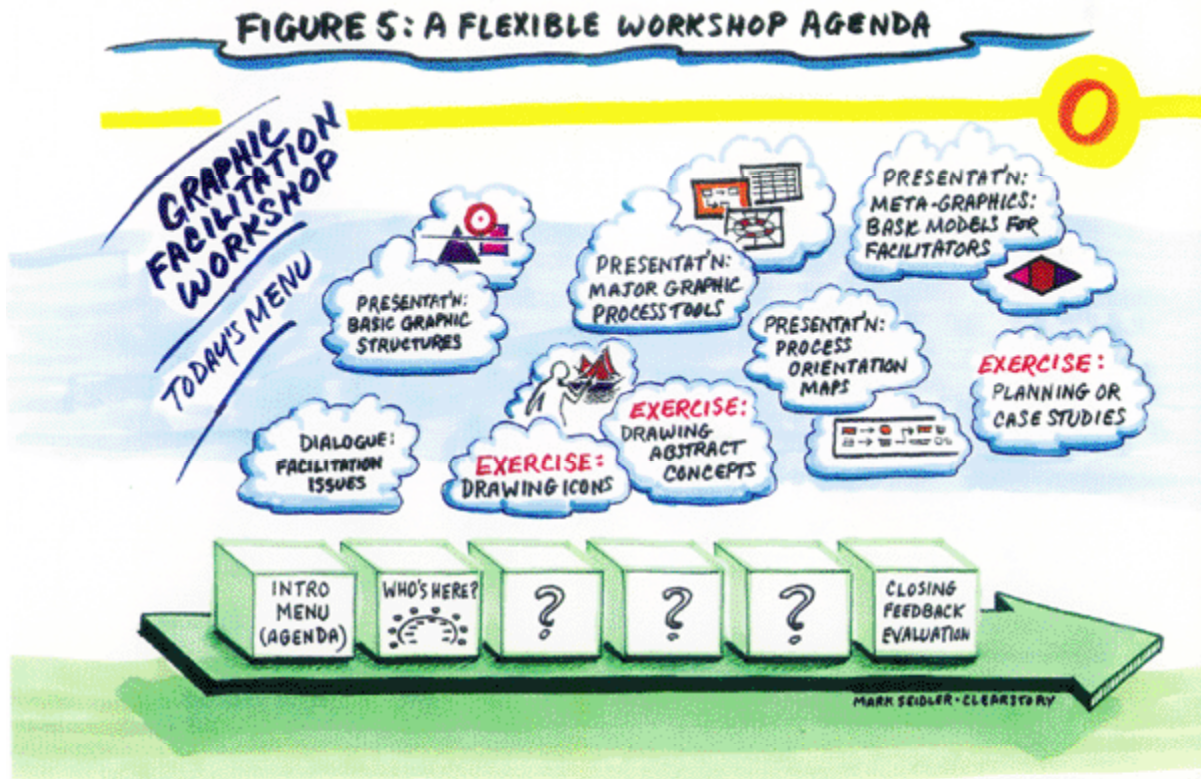 FIGURE 5: A FLEXIBLE WORKSHOP AGENDA
GRAPHIC
FACILITATION
WORKSHOP
TODAY'S MENU
PRESENTAT'N:
BASIC GRAPHIC
STRUCTURES
PRESENTAT'N:
MAJOR GRAPHIC
PROCESS TOOLS
PRESENTAT'N:
META-GRAPHICS:
BASIC MODELS FOR
FACILITATORS
PRESENTAT'N:
PROCESS
ORIENTATION
MAPS
EXERCISE:
PLANNING OR
CASE STUDIES
DIALOGUE:
FACILITATION
ISSUES
EXERCISE:
DRAWING ICONS
EXERCISE:
DRAWING
ABSTRACT
CONCEPTS
INTRO
MENU
(AGENDA)
WHO'S HERE?
?
?
?
CLOSING
FEEDBACK
EVALUATION
MARK SEIDLER·CLEARSTORY